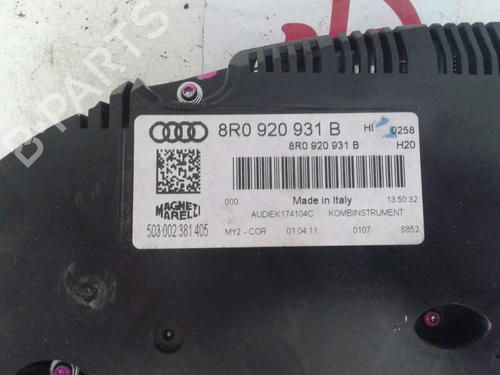 B-PARTS
8R0 920 931 B
HI 0258
8R0 920 931 B H20
000 Made in Italy 13:50:32
MAGNETI MARELLI
AUDIEK174104C KOMBIINSTRUMENT
503.002.381.405 MY2 - COR 01.04.11 0107 6852